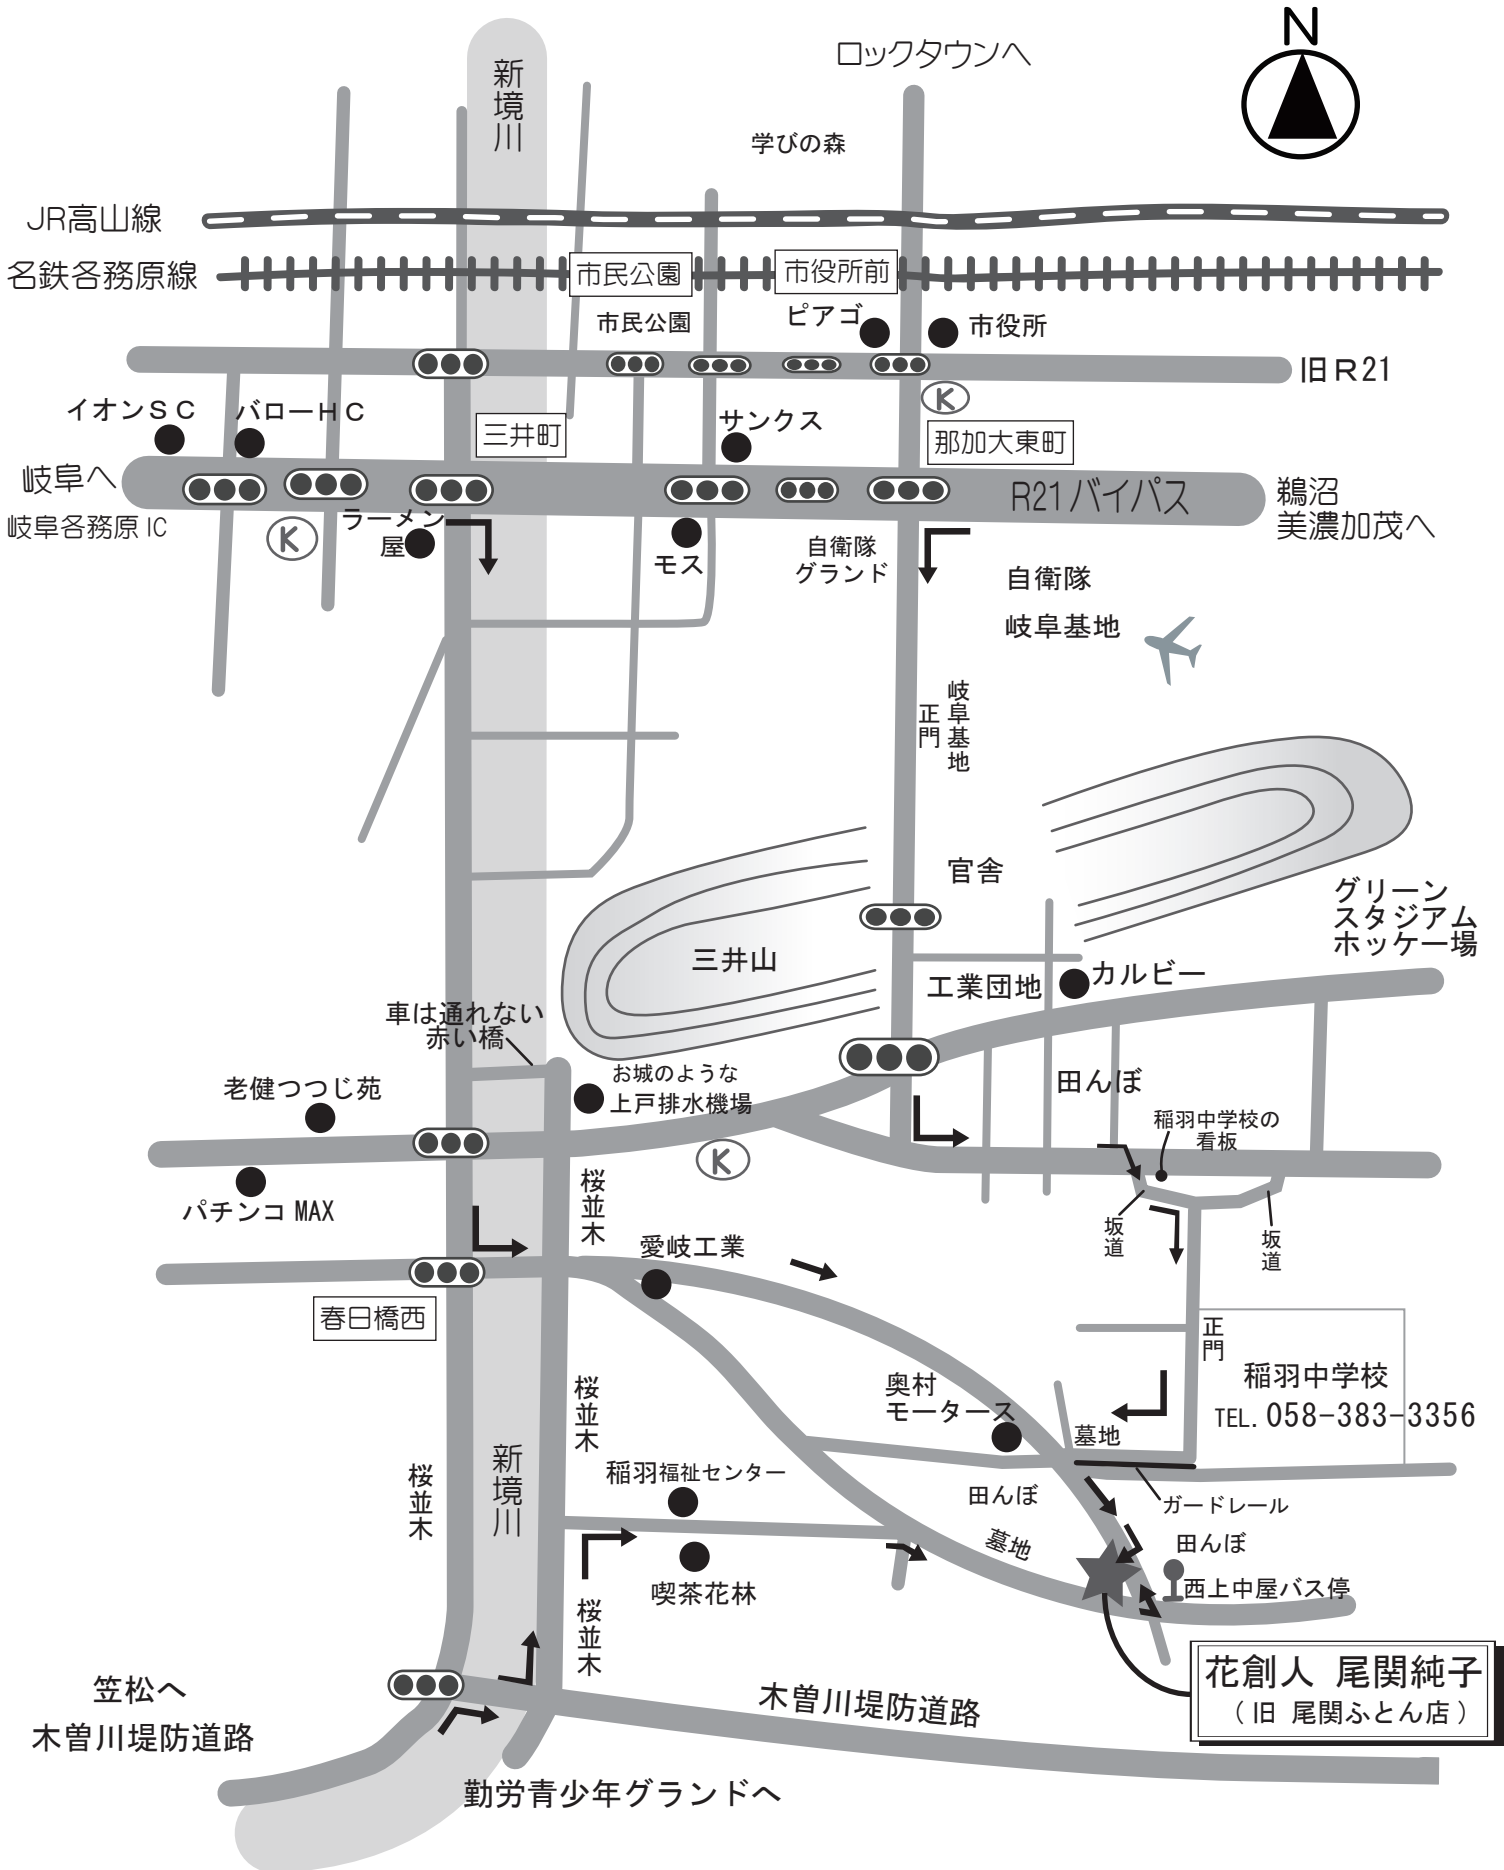 N
ロックタウンへ
新境川
学びの森
JR高山線
名鉄各務原線
市民公園
市役所前
市民公園
ピアゴ
市役所
旧R21
イオンSC
バローHC
K
三井町
サンクス
那加大東町
岐阜へ
岐阜各務原IC
R21バイパス
鵜沼
美濃加茂へ
K
ラーメン
屋
モス
自衛隊
グランド
自衛隊
岐阜基地
岐阜基地
正門
官舎
グリーン
スタジアム
ホッケー場
三井山
工業団地
カルビー
車は通れない
赤い橋
お城のような
上戸排水機場
田んぼ
老健つつじ苑
稲羽中学校の
看板
K
パチンコMAX
桜並木
坂道
坂道
愛岐工業
春日橋西
正門
稲羽中学校
TEL. 058-383-3356
桜並木
奥村
モータース
墓地
新境川
桜並木
稲羽福祉センター
田んぼ
ガードレール
墓地
田んぼ
喫茶花林
西上中屋バス停
桜並木
花創人 尾関純子
(旧 尾関ふとん店)
笠松へ
木曽川堤防道路
木曽川堤防道路
勤労青少年グランドへ